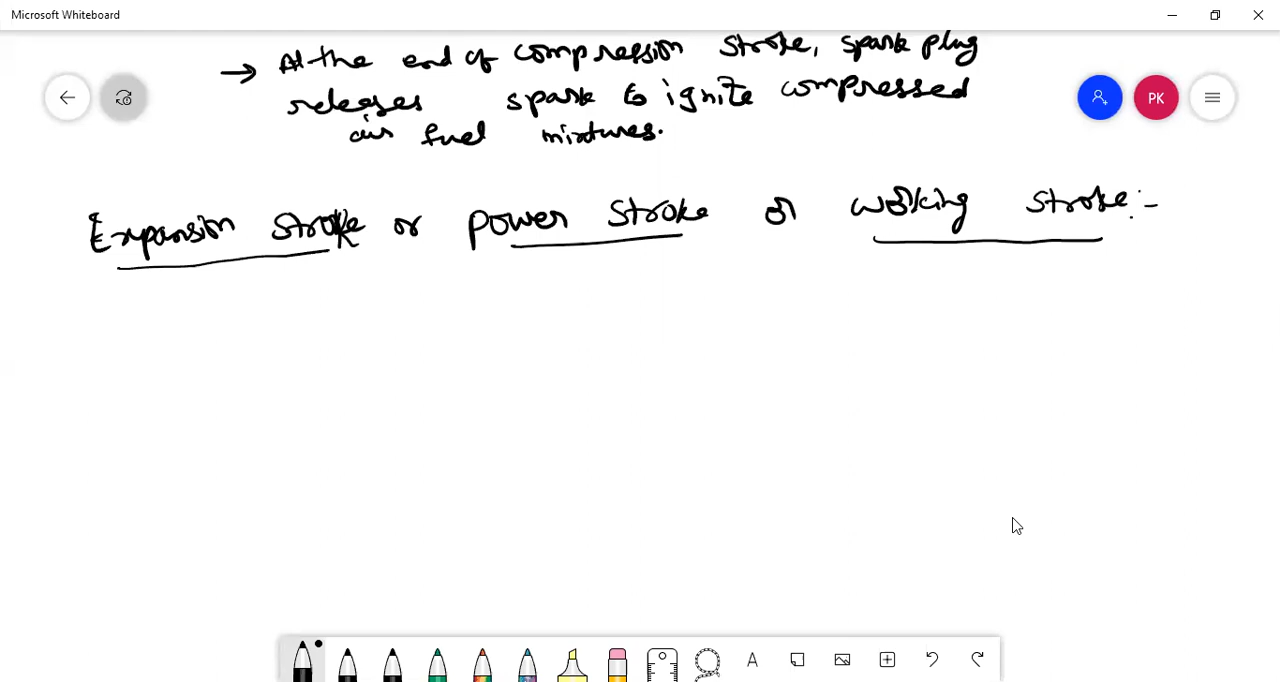 Microsoft Whiteboard
→ At the end of compression stroke, spark plug
releases spark to ignite compressed
air fuel mixtures.
PK
Expansion stroke or power stroke or working stroke:-
A